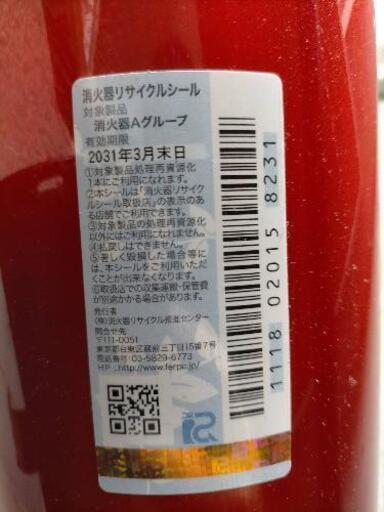 消火器リサイクルシール
対象製品
消火器Aグループ
有効期限
2031年3月末日
①対象製品処理再資源化
1本にご利用になれます。
②本シールは「消火器リサイク
ルシール取扱店」の表示のあ
る店舗でご利用できます。
③対象製品の処理再資源化
以外にはご利用になれません。
④払戻しはできません。
⑤著しく毀損した場合等に
は、本シールをご利用いただ
くことが出来なくなります。
⑥取扱店での収集運搬・保管費
が別途かかる場合があります。
発行者
(株)消火器リサイクル推進センター
問合せ先
〒111-0051
東京都台東区蔵前三丁目15番7号
電話番号 03-5829-6773
HP:http://www.ferpc.jp/
1118 02015 8231